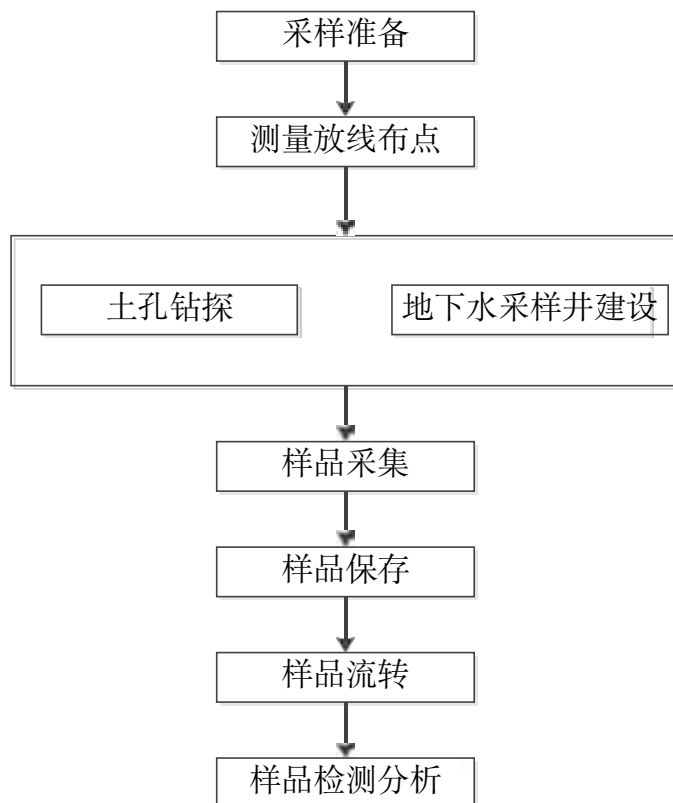 采样准备
测量放线布点
土孔钻探
地下水采样井建设
样品采集
样品保存
样品流转
样品检测分析